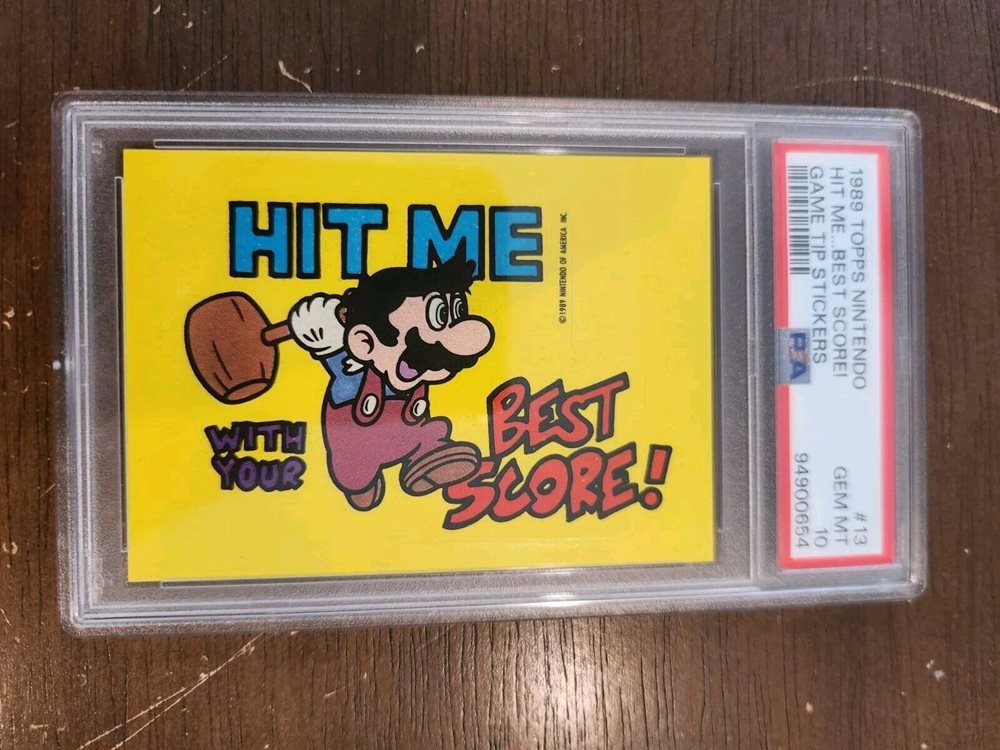 HIT ME
WITH
YOUR
BEST
SCORE!
©1989 NINTENDO OF AMERICA INC.
1989 TOPPS NINTENDO #13
HIT ME...BEST SCORE! GEM MT
GAME TIP STICKERS 10
PSA 94900654